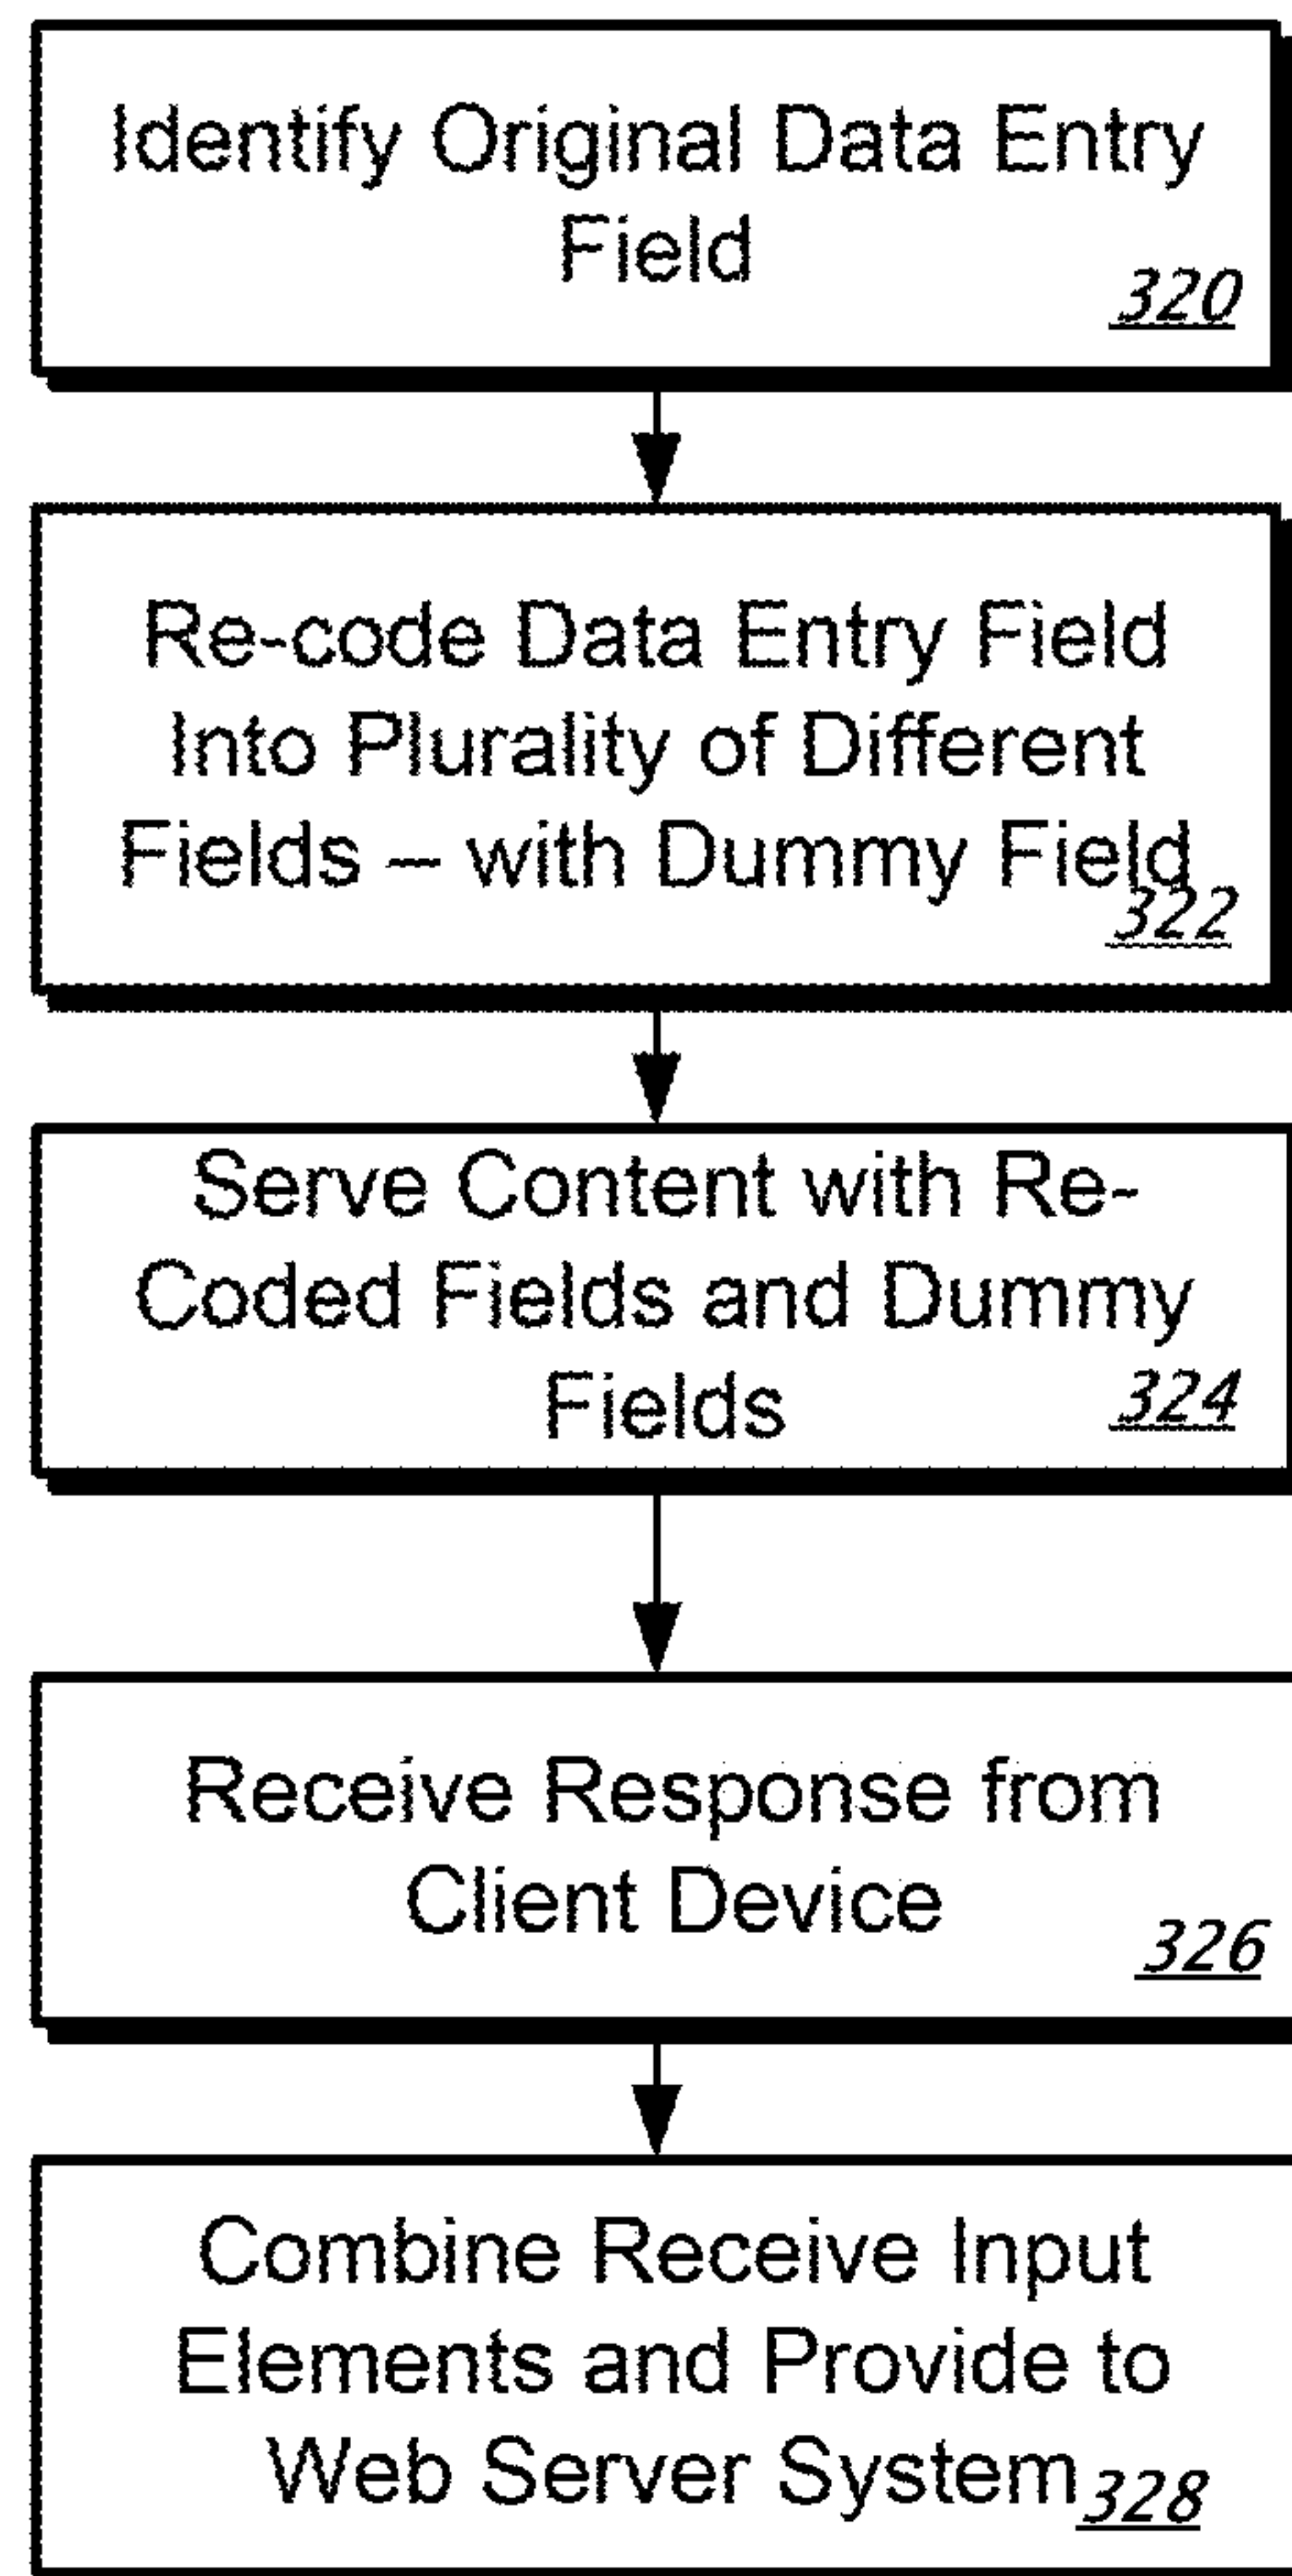 Identify Original Data Entry
Field
320
Re-code Data Entry Field
Into Plurality of Different
Fields – with Dummy Field
322
Serve Content with Re-
Coded Fields and Dummy
Fields
324
Receive Response from
Client Device
326
Combine Receive Input
Elements and Provide to
Web Server System
328